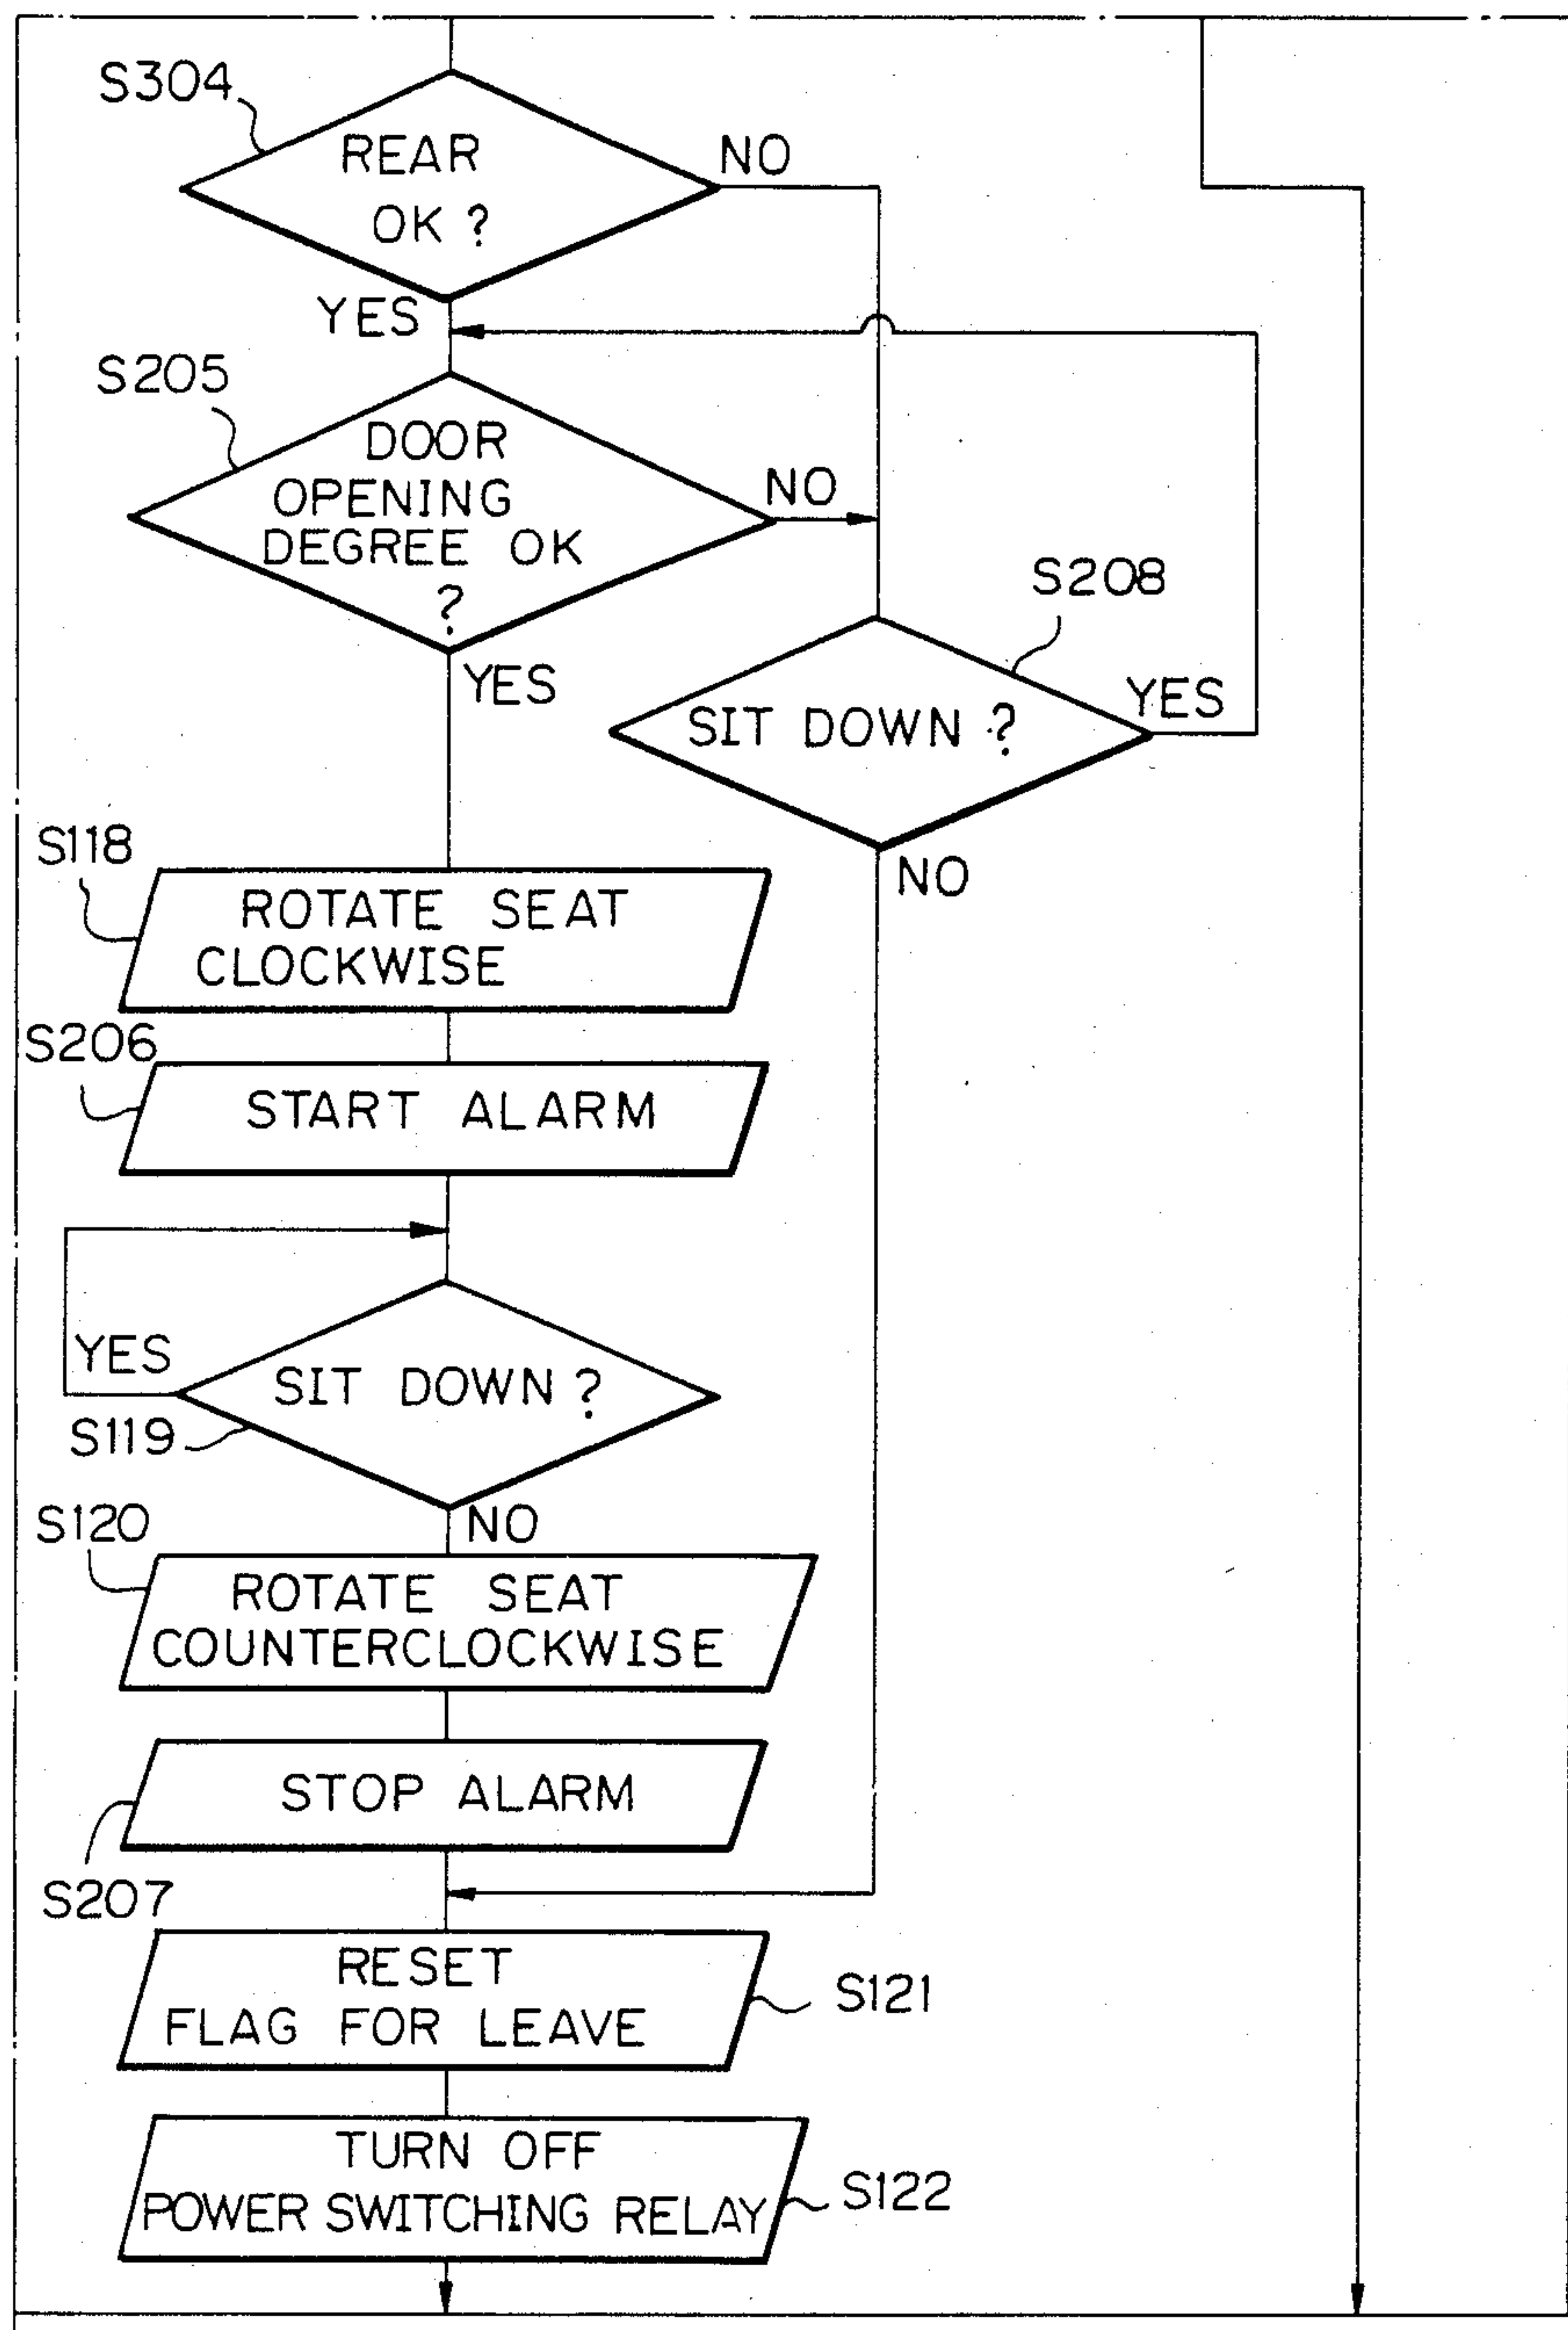 S304
REAR
OK ?
NO
YES
S205
DOOR
OPENING
DEGREE OK
?
NO
YES
S208
SIT DOWN ?
YES
NO
S118
ROTATE SEAT
CLOCKWISE
S206
START ALARM
YES
SIT DOWN ?
S119
NO
S120
ROTATE SEAT
COUNTERCLOCKWISE
STOP ALARM
S207
RESET
FLAG FOR LEAVE
S121
TURN OFF
POWER SWITCHING RELAY
S122